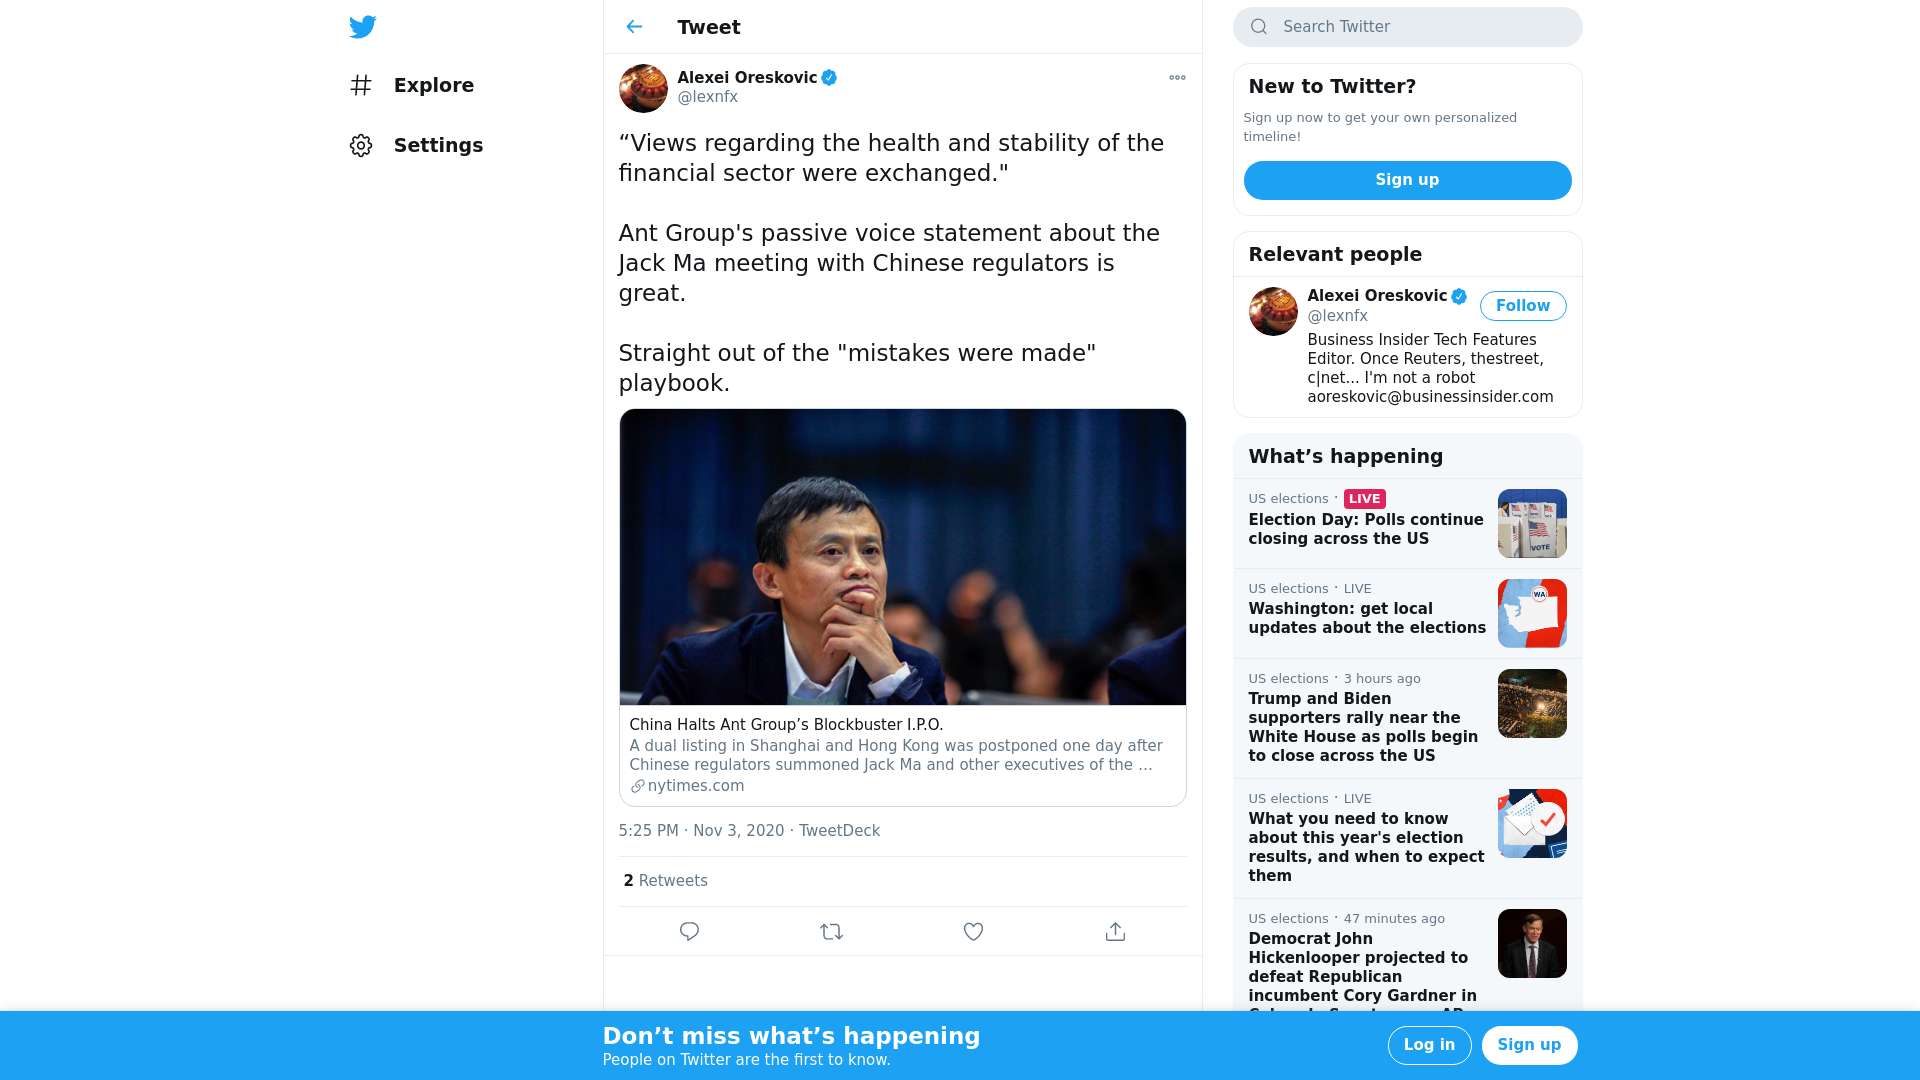 Explore
Settings
Tweet
Alexei Oreskovic
@lexnfx
“Views regarding the health and stability of the
financial sector were exchanged."
Ant Group's passive voice statement about the
Jack Ma meeting with Chinese regulators is
great.
Straight out of the "mistakes were made"
playbook.
China Halts Ant Group’s Blockbuster I.P.O.
A dual listing in Shanghai and Hong Kong was postponed one day after
Chinese regulators summoned Jack Ma and other executives of the …
nytimes.com
5:25 PM · Nov 3, 2020 · TweetDeck
2 Retweets
Search Twitter
New to Twitter?
Sign up now to get your own personalized
timeline!
Sign up
Relevant people
Alexei Oreskovic
@lexnfx
Follow
Business Insider Tech Features
Editor. Once Reuters, thestreet,
c|net... I'm not a robot
aoreskovic@businessinsider.com
What’s happening
US elections · LIVE
Election Day: Polls continue
closing across the US
VOTE
US elections · LIVE
Washington: get local
updates about the elections
WA
US elections · 3 hours ago
Trump and Biden
supporters rally near the
White House as polls begin
to close across the US
US elections · LIVE
What you need to know
about this year's election
results, and when to expect
them
US elections · 47 minutes ago
Democrat John
Hickenlooper projected to
defeat Republican
incumbent Cory Gardner in
Don’t miss what’s happening
People on Twitter are the first to know.
Log in
Sign up